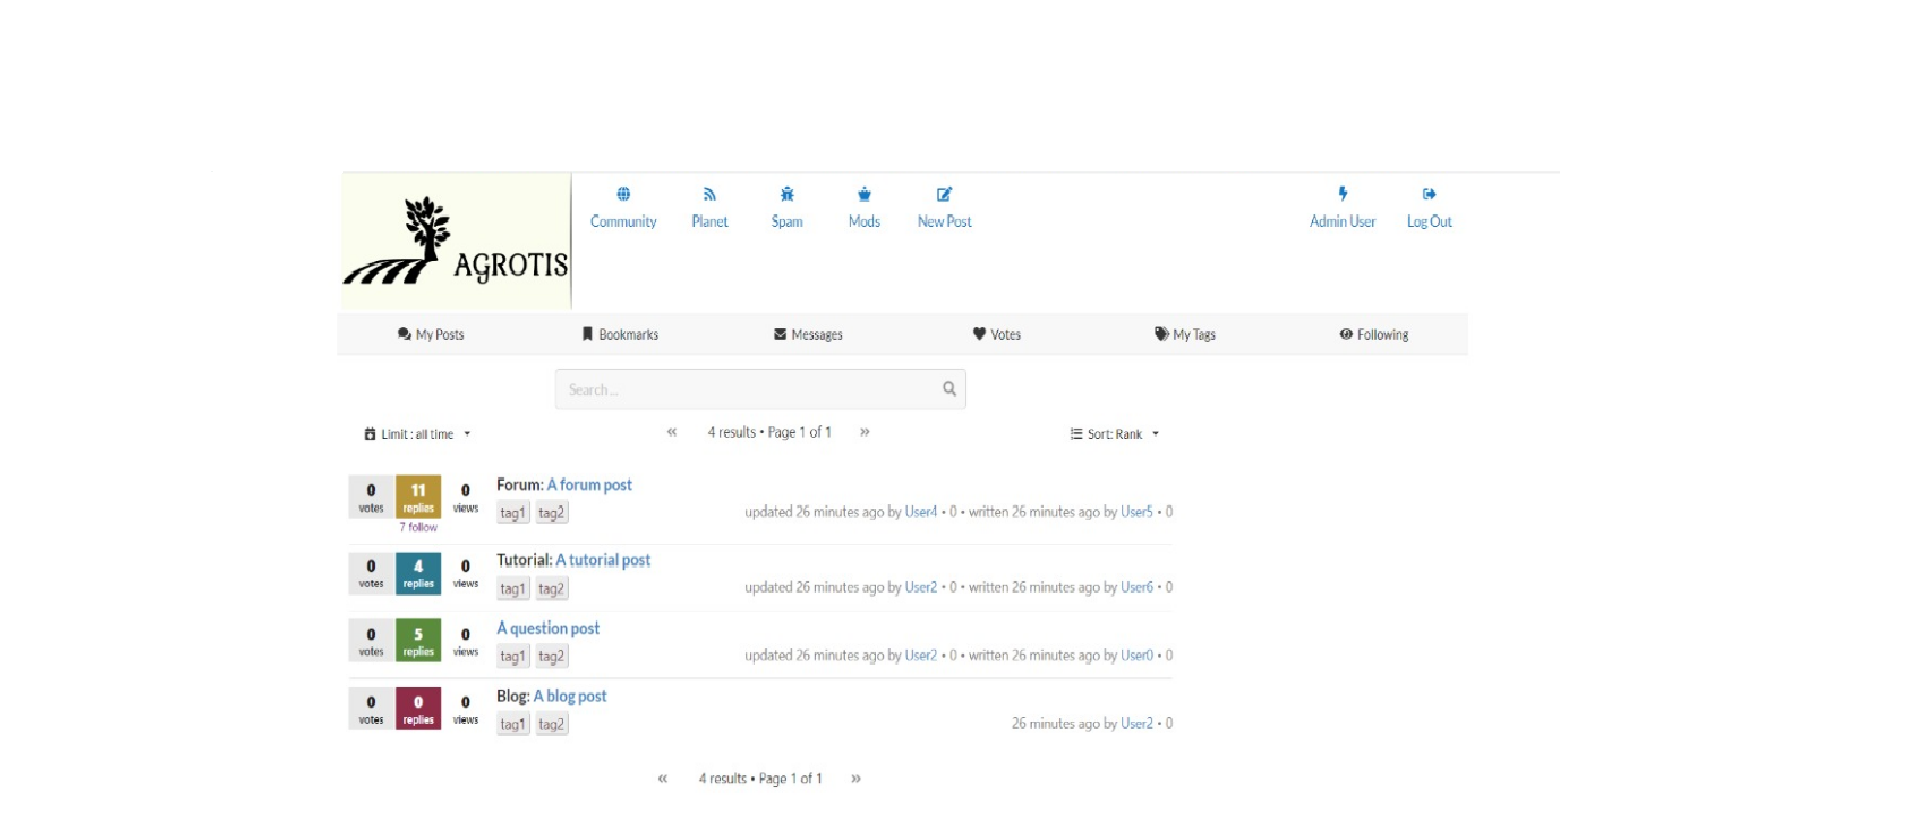 AGROTIS
Community Planet Spam Mods New Post Admin User Log Out
My Posts Bookmarks Messages Votes My Tags Following
Search ...
Limit : all time « 4 results • Page 1 of 1 » Sort: Rank
0 11 0 Forum: A forum post
votes replies views tag1 tag2 updated 26 minutes ago by User4 • 0 • written 26 minutes ago by User5 • 0
7 follow
0 4 0 Tutorial: A tutorial post
votes replies views tag1 tag2 updated 26 minutes ago by User2 • 0 • written 26 minutes ago by User6 • 0
0 5 0 A question post
votes replies views tag1 tag2 updated 26 minutes ago by User2 • 0 • written 26 minutes ago by User0 • 0
0 0 0 Blog: A blog post
votes replies views tag1 tag2 26 minutes ago by User2 • 0
« 4 results • Page 1 of 1 »